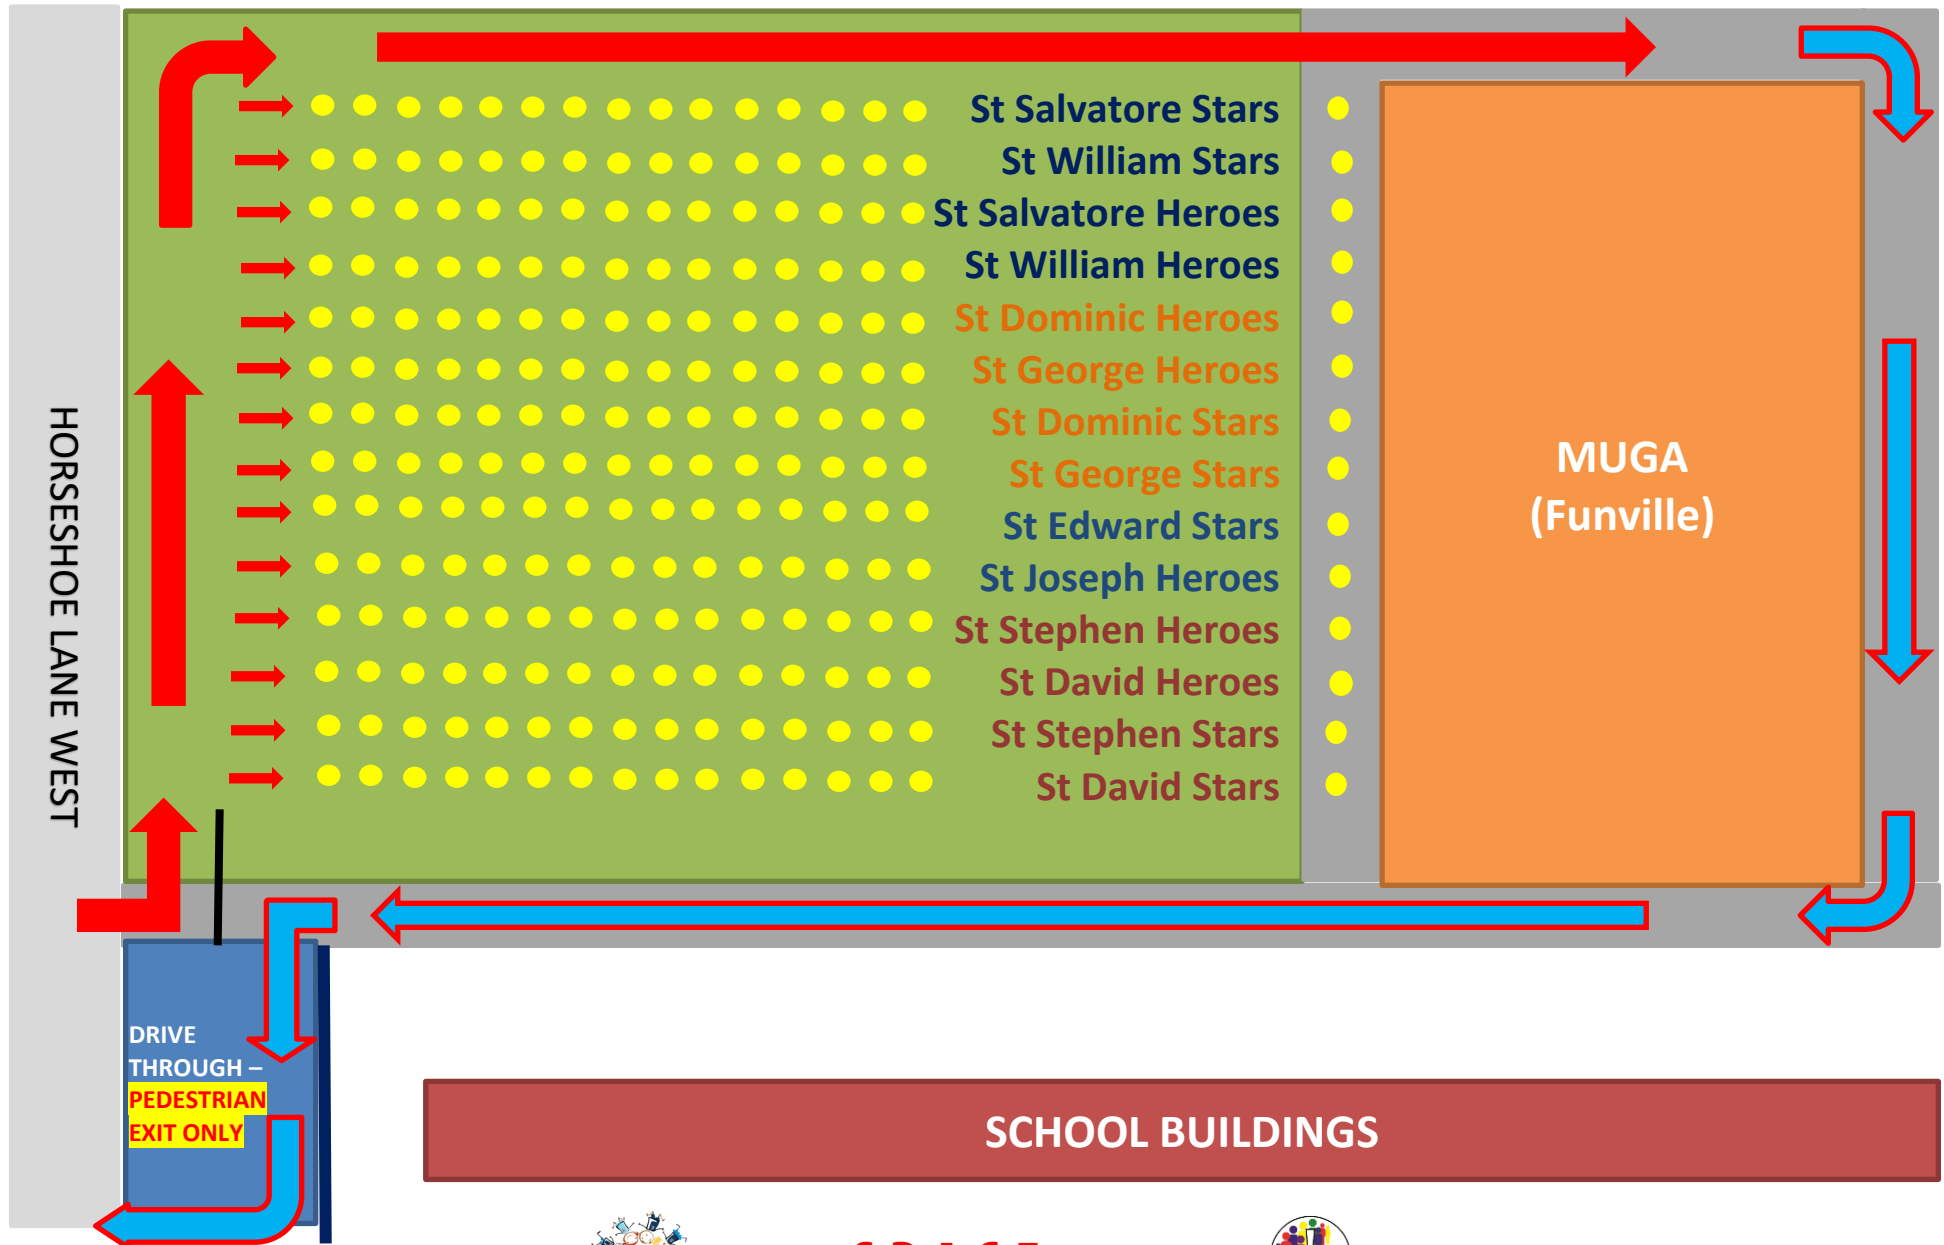 St Salvatore Stars
St William Stars
St Salvatore Heroes
St William Heroes
St Dominic Heroes
St George Heroes
St Dominic Stars
St George Stars
St Edward Stars
St Joseph Heroes
St Stephen Heroes
St David Heroes
St Stephen Stars
St David Stars
HORSESHOE LANE WEST
MUGA
(Funville)
DRIVE
THROUGH –
PEDESTRIAN
EXIT ONLY
SCHOOL BUILDINGS